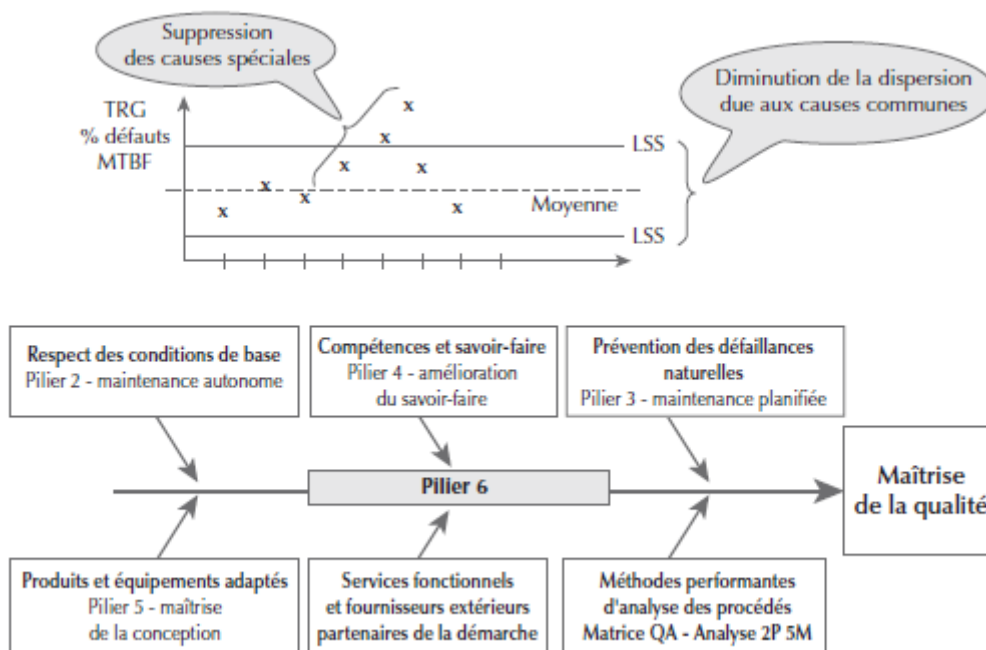 Suppression
des causes spéciales
Diminution de la dispersion
due aux causes communes
TRG
% défauts
MTBF
x
x
x
x
x
x
x
x
LSS
Moyenne
LSS
Respect des conditions de base
Pilier 2 - maintenance autonome
Compétences et savoir-faire
Pilier 4 - amélioration
du savoir-faire
Prévention des défaillances
naturelles
Pilier 3 - maintenance planifiée
Pilier 6
Maîtrise
de la qualité
Produits et équipements adaptés
Pilier 5 - maîtrise
de la conception
Services fonctionnels
et fournisseurs extérieurs
partenaires de la démarche
Méthodes performantes
d'analyse des procédés
Matrice QA - Analyse 2P 5M